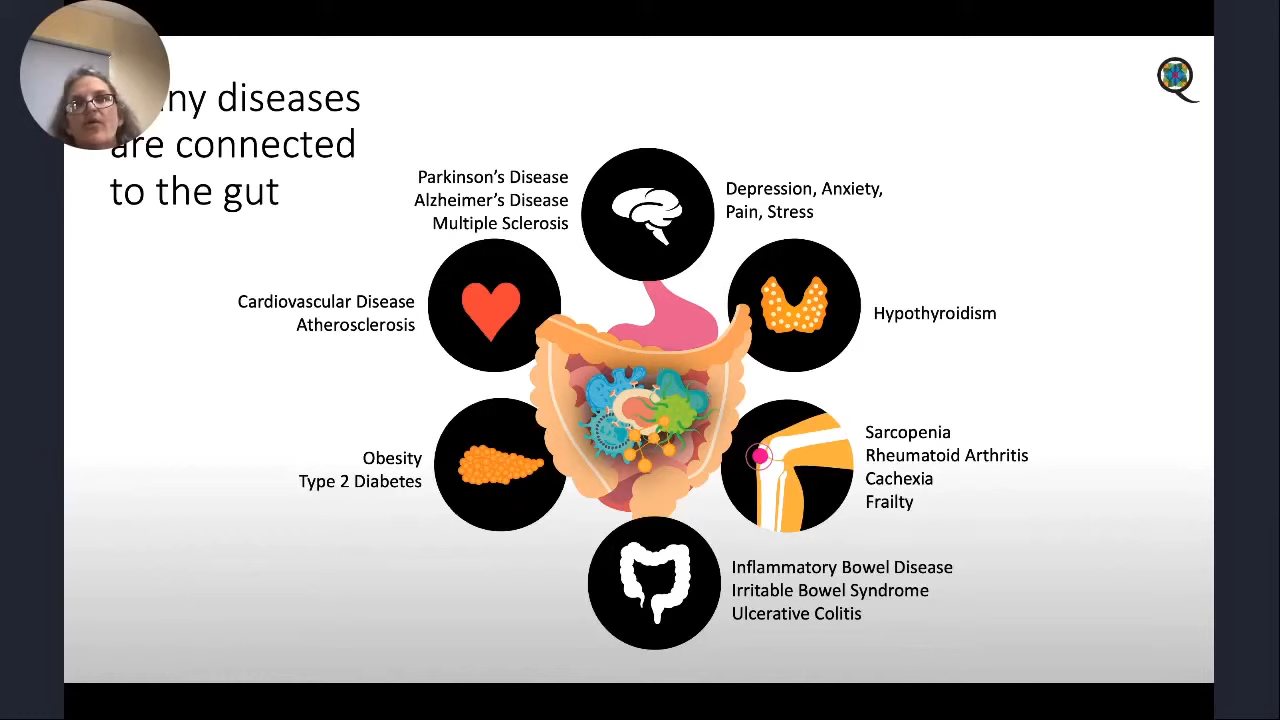 ny diseases
are connected
to the gut
Parkinson's Disease
Alzheimer's Disease
Multiple Sclerosis
Depression, Anxiety,
Pain, Stress
Cardiovascular Disease
Atherosclerosis
Hypothyroidism
Obesity
Type 2 Diabetes
Sarcopenia
Rheumatoid Arthritis
Cachexia
Frailty
Inflammatory Bowel Disease
Irritable Bowel Syndrome
Ulcerative Colitis